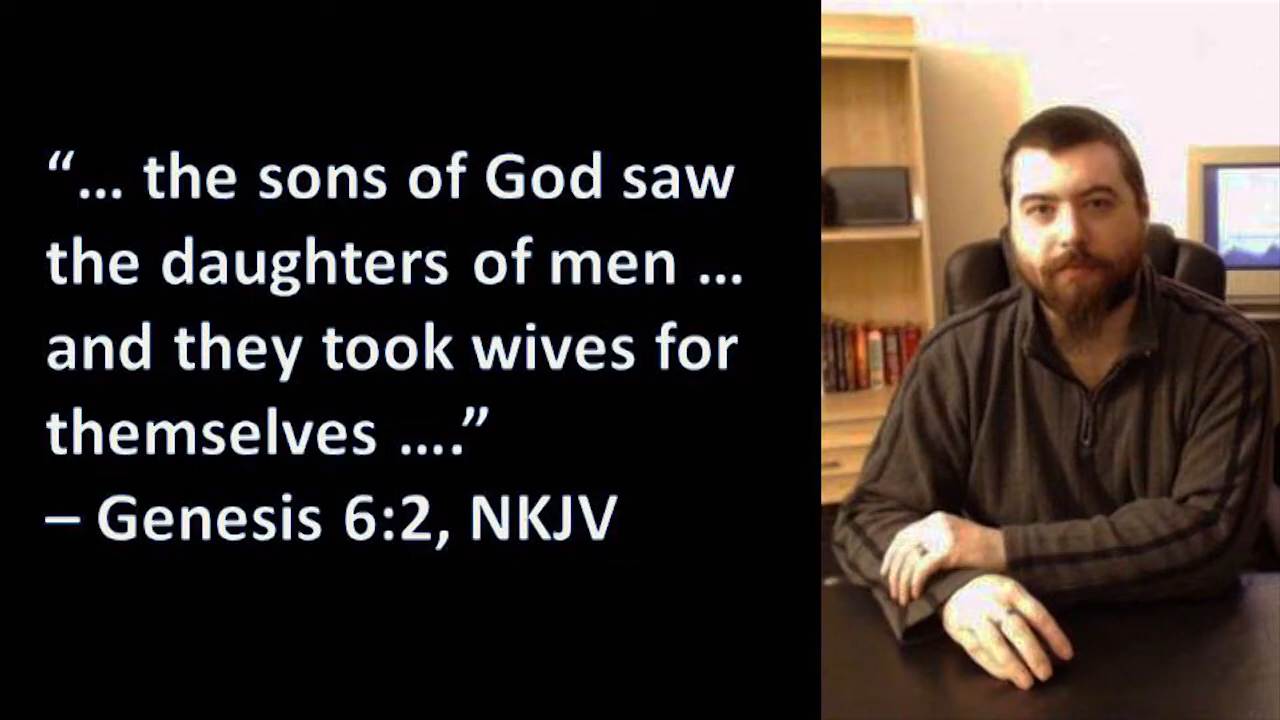 “… the sons of God saw
the daughters of men …
and they took wives for
themselves ….”
– Genesis 6:2, NKJV